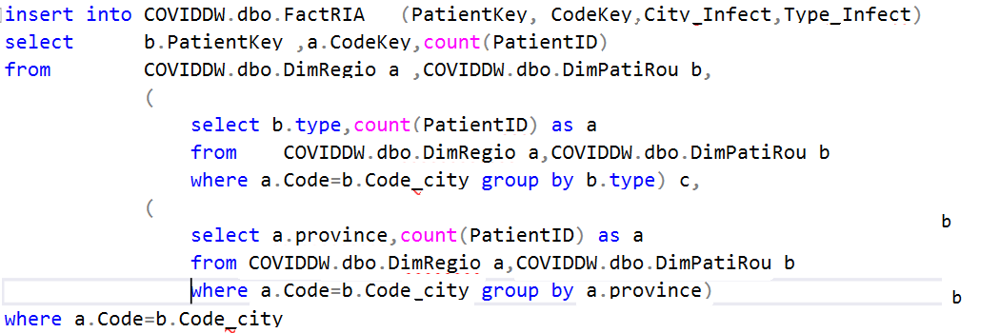 insert into COVIDDW.dbo.FactRIA (PatientKey, CodeKey,City_Infect,Type_Infect)
select b.PatientKey ,a.CodeKey,count(PatientID)
from COVIDDW.dbo.DimRegio a ,COVIDDW.dbo.DimPatiRou b,
(
select b.type,count(PatientID) as a
from COVIDDW.dbo.DimRegio a,COVIDDW.dbo.DimPatiRou b
where a.Code=b.Code_city group by b.type) c,
(
select a.province,count(PatientID) as a b
from COVIDDW.dbo.DimRegio a,COVIDDW.dbo.DimPatiRou b
where a.Code=b.Code_city group by a.province) b
where a.Code=b.Code_city